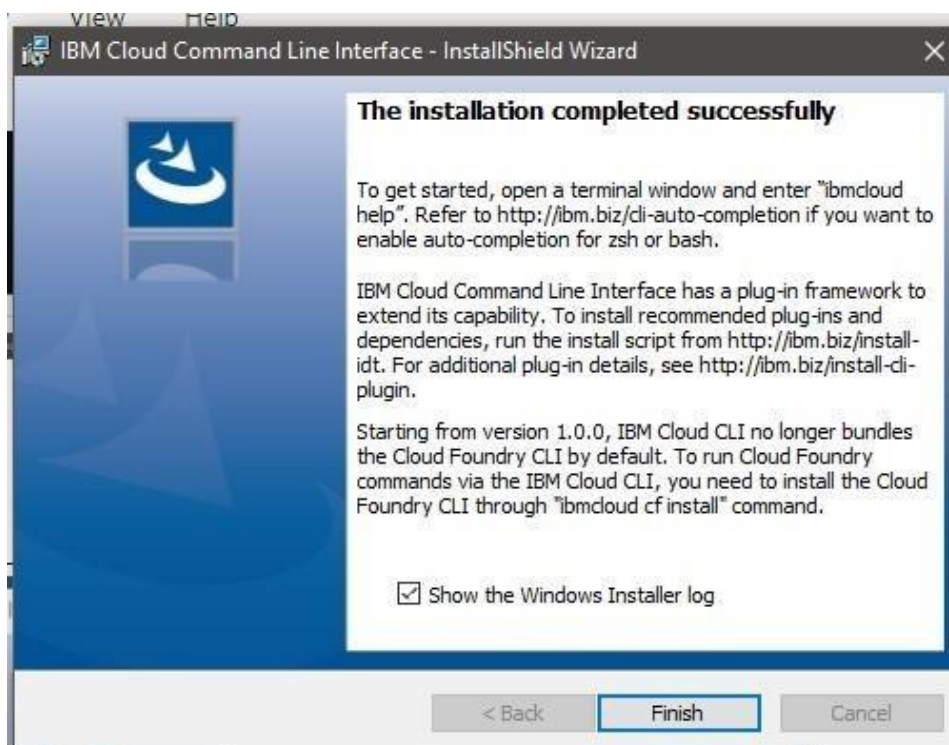 View Help
IBM Cloud Command Line Interface - InstallShield Wizard
The installation completed successfully
To get started, open a terminal window and enter "ibmcloud
help". Refer to http://ibm.biz/cli-auto-completion if you want to
enable auto-completion for zsh or bash.
IBM Cloud Command Line Interface has a plug-in framework to
extend its capability. To install recommended plug-ins and
dependencies, run the install script from http://ibm.biz/install-
idt. For additional plug-in details, see http://ibm.biz/install-cli-
plugin.
Starting from version 1.0.0, IBM Cloud CLI no longer bundles
the Cloud Foundry CLI by default. To run Cloud Foundry
commands via the IBM Cloud CLI, you need to install the Cloud
Foundry CLI through "ibmcloud cf install" command.
Show the Windows Installer log
< Back Finish Cancel